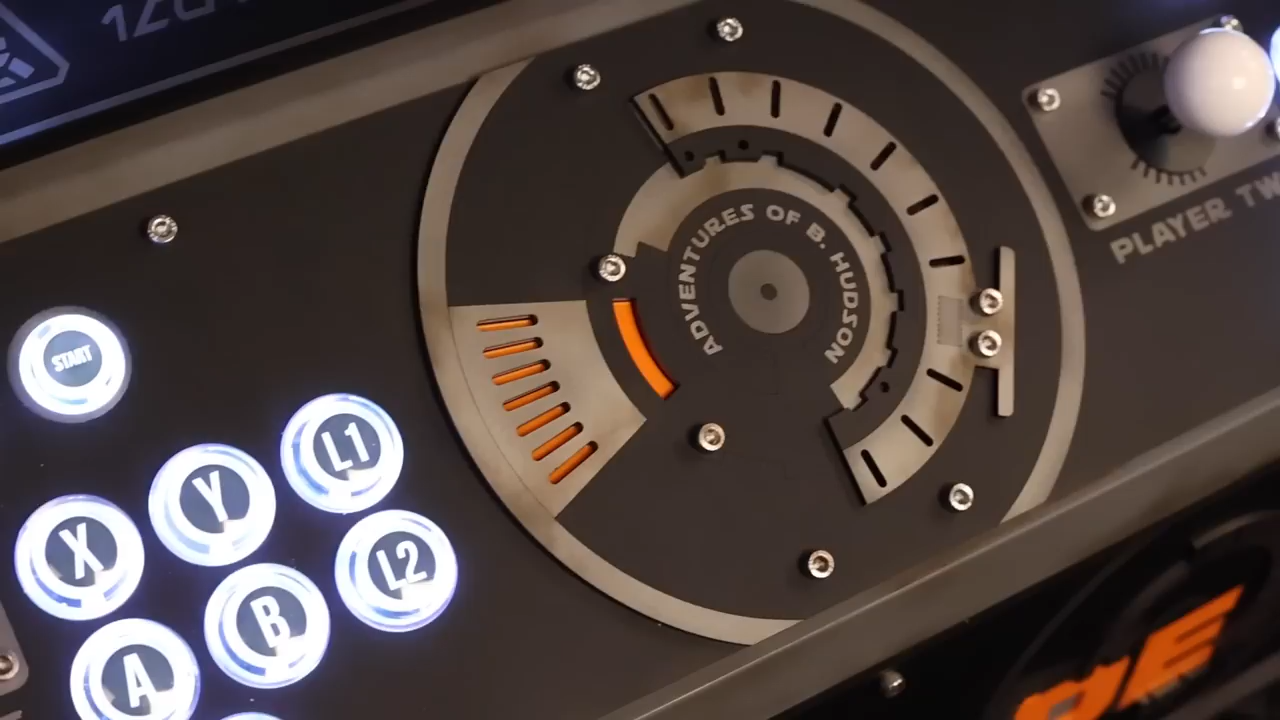 ADVENTURES OF B. HUDSON
PLAYER TW
START
L1
Y
X
L2
B
A